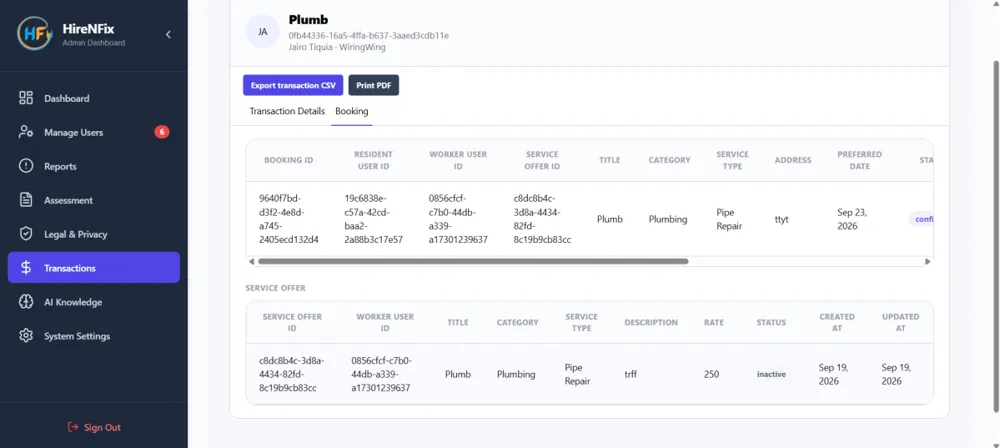 HF
HireNFix
Admin Dashboard
Dashboard
Manage Users
6
Reports
Assessment
Legal & Privacy
Transactions
AI Knowledge
System Settings
Sign Out
JA
Plumb
0fb44336-16a5-4ffa-b637-3aaed3cdb11e
Jairo Tiquia · WiringWing
Export transaction CSV
Print PDF
Transaction Details
Booking
BOOKING ID
RESIDENT
USER ID
WORKER USER
ID
SERVICE
OFFER ID
TITLE
CATEGORY
SERVICE
TYPE
ADDRESS
PREFERRED
DATE
STA
9640f7bd-
d3f2-4e8d-
a745-
2405ecd132d4
19c6838e-
c57a-42cd-
baa2-
2a88b3c17e57
0856cfcf-
c7b0-44db-
a339-
a17301239637
c8dc8b4c-
3d8a-4434-
82fd-
8c19b9cb83cc
Plumb
Plumbing
Pipe
Repair
ttyt
Sep 23,
2026
confi
SERVICE OFFER
SERVICE OFFER
ID
WORKER USER
ID
TITLE
CATEGORY
SERVICE
TYPE
DESCRIPTION
RATE
STATUS
CREATED
AT
UPDATED
AT
c8dc8b4c-3d8a-
4434-82fd-
8c19b9cb83cc
0856cfcf-c7b0-
44db-a339-
a17301239637
Plumb
Plumbing
Pipe
Repair
trff
250
inactive
Sep 19,
2026
Sep 19,
2026